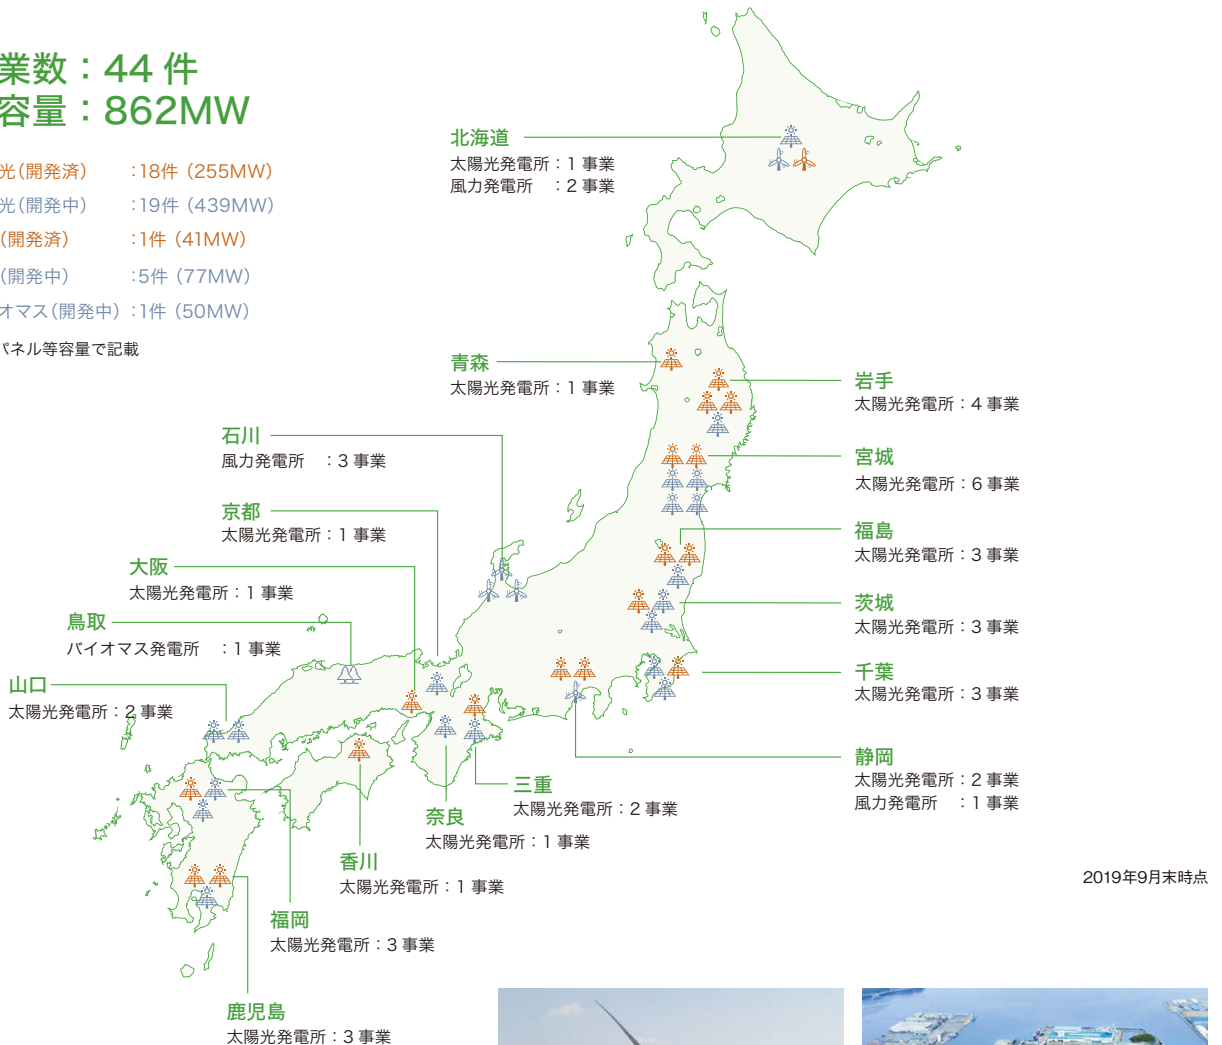 業数：44 件
容量：862MW
光（開発済） ：18件（255MW）
光（開発中） ：19件（439MW）
（開発済） ：1件（41MW）
（開発中） ：5件（77MW）
オマス（開発中）：1件（50MW）
パネル等容量で記載
北海道
太陽光発電所：1 事業
風力発電所　：2 事業
青森
太陽光発電所：1 事業
岩手
太陽光発電所：4 事業
石川
風力発電所　：3 事業
宮城
太陽光発電所：6 事業
京都
太陽光発電所：1 事業
福島
太陽光発電所：3 事業
大阪
太陽光発電所：1 事業
茨城
太陽光発電所：3 事業
鳥取
バイオマス発電所　：1 事業
千葉
太陽光発電所：3 事業
山口
太陽光発電所：2 事業
静岡
太陽光発電所：2 事業
風力発電所　：1 事業
三重
太陽光発電所：2 事業
奈良
太陽光発電所：1 事業
香川
太陽光発電所：1 事業
2019年9月末時点
福岡
太陽光発電所：3 事業
鹿児島
太陽光発電所：3 事業